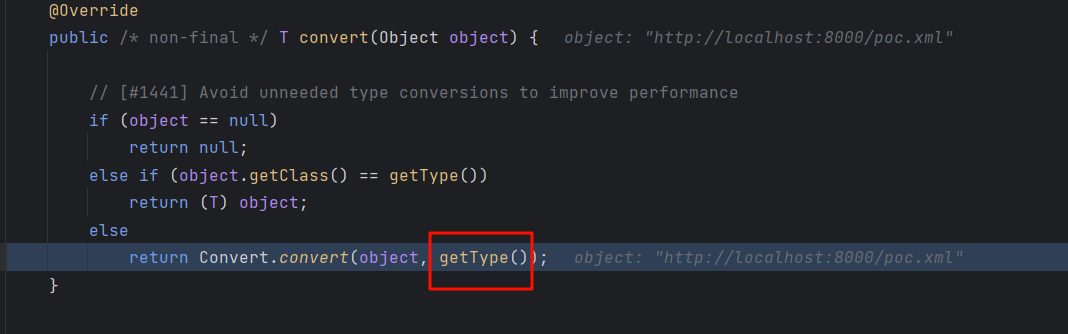 @Override
public /* non-final */ T convert(Object object) {   object: "http://localhost:8000/poc.xml"
// [#1441] Avoid unneeded type conversions to improve performance
if (object == null)
return null;
else if (object.getClass() == getType())
return (T) object;
else
return Convert.convert(object, getType());   object: "http://localhost:8000/poc.xml"
}